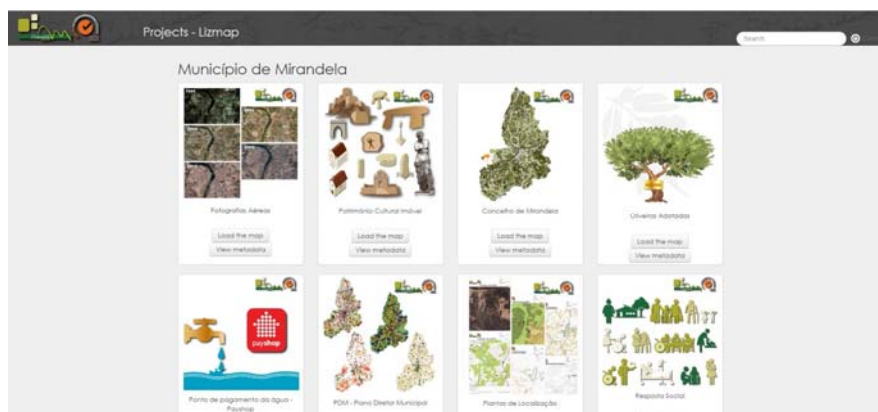 Projects - Lizmap
Search
Município de Mirandela
Fotografias Aéreas
Load the map
View metadata
Património Cultural Imóvel
Load the map
View metadata
Concelho de Mirandela
Load the map
View metadata
Oliveiras Adotadas
Load the map
View metadata
payshop
Ponto de pagamento da água -
Payshop
PDM - Plano Diretor Municipal
Plantas de Localização
Resposta Social